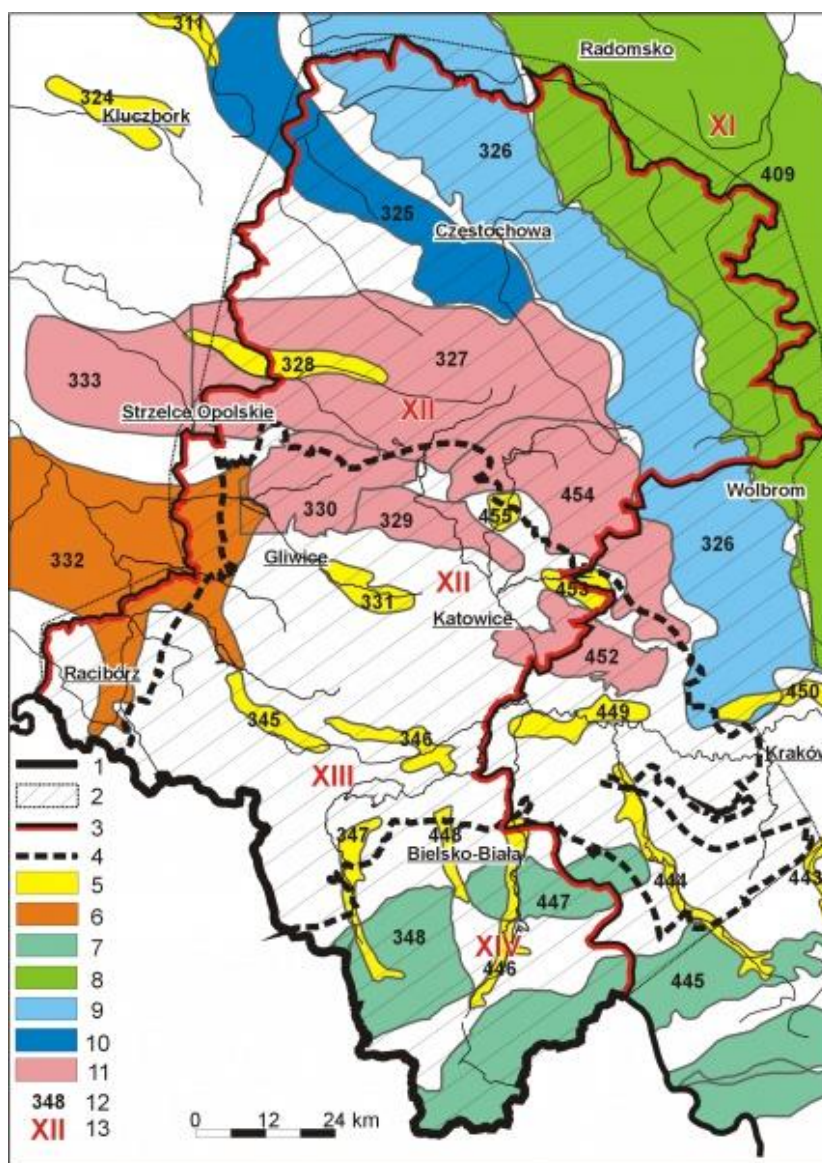 311
Radomsko
324
Kluczbork
XI
326
409
325
Częstochowa
328
327
333
XII
Strzelce Opolskie
454
Wolbrom
455
330
329
326
332
Gliwice
XII
453
331
Katowice
452
Racibórz
450
345
449
346
Kraków
XIII
1
2
3
347
448
4
Bielsko-Biała
5
444
443
6
447
7
348
XIV
446
445
8
9
10
11
348 12
XII 13
0 12 24 km